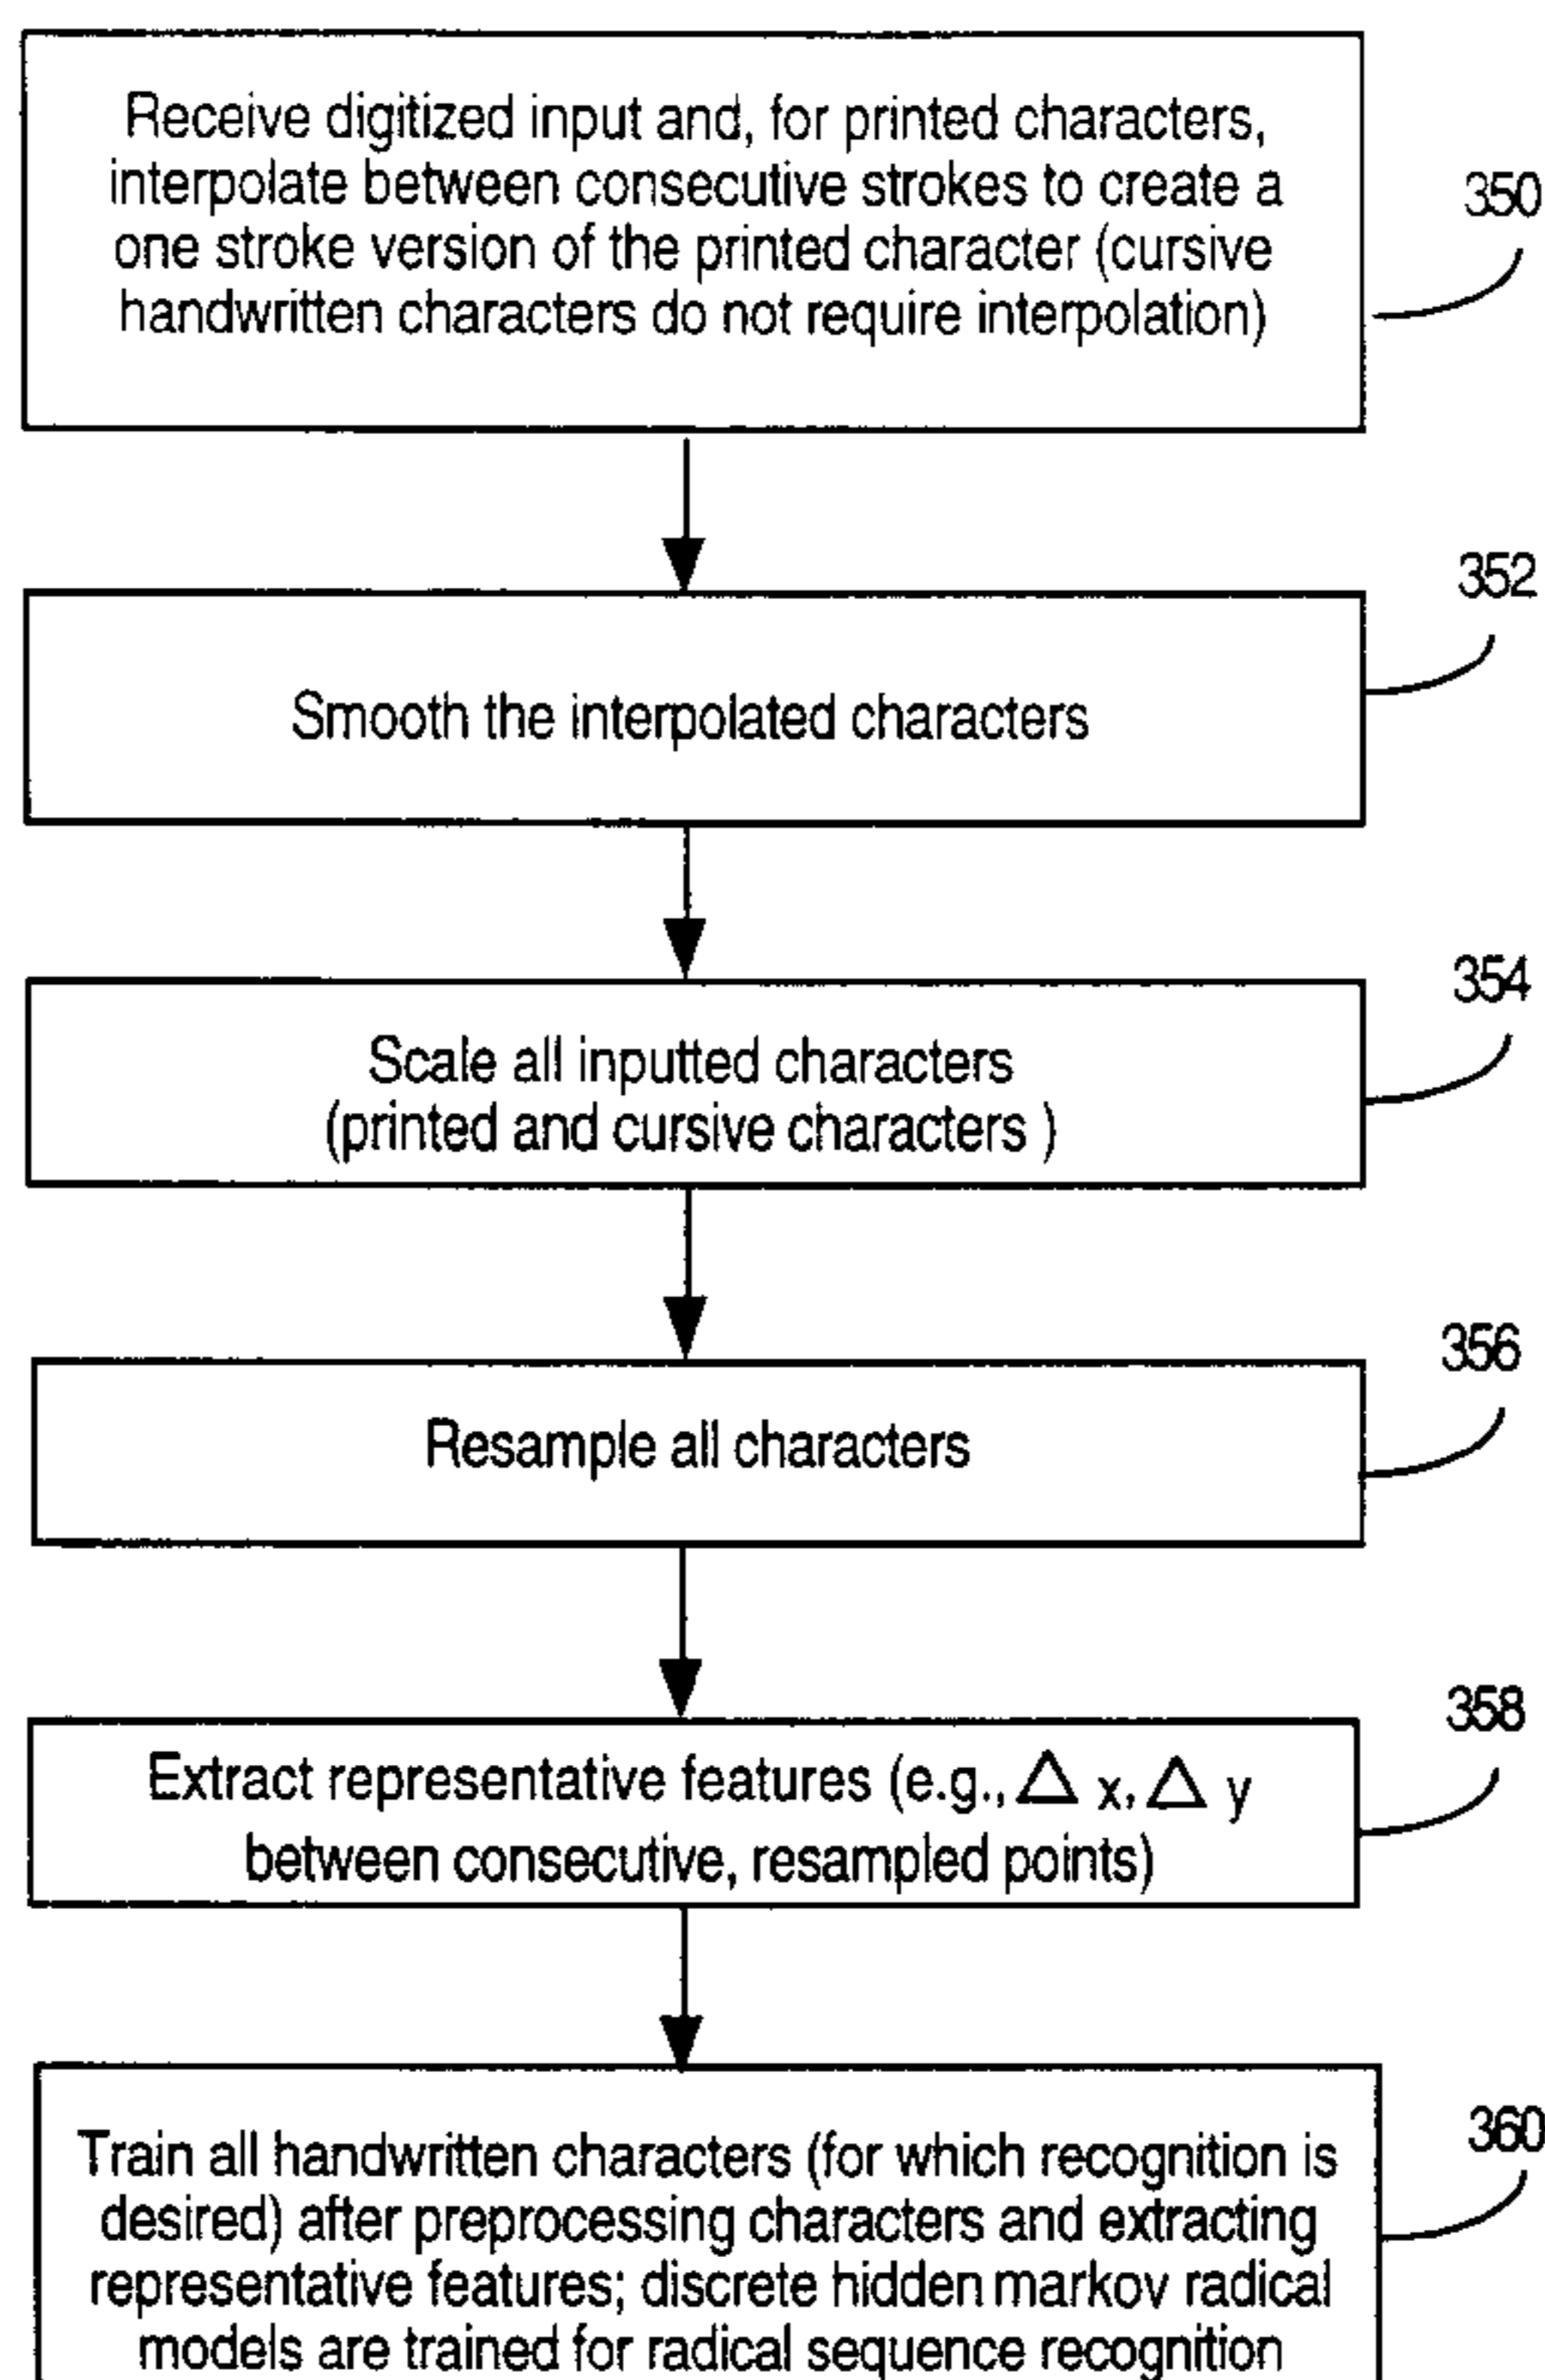 Receive digitized input and, for printed characters,
interpolate between consecutive strokes to create a
one stroke version of the printed character (cursive
handwritten characters do not require interpolation)
350
352
Smooth the interpolated characters
354
Scale all inputted characters
(printed and cursive characters )
356
Resample all characters
358
Extract representative features (e.g., Δ x, Δ y
between consecutive, resampled points)
360
Train all handwritten characters (for which recognition is
desired) after preprocessing characters and extracting
representative features; discrete hidden markov radical
models are trained for radical sequence recognition